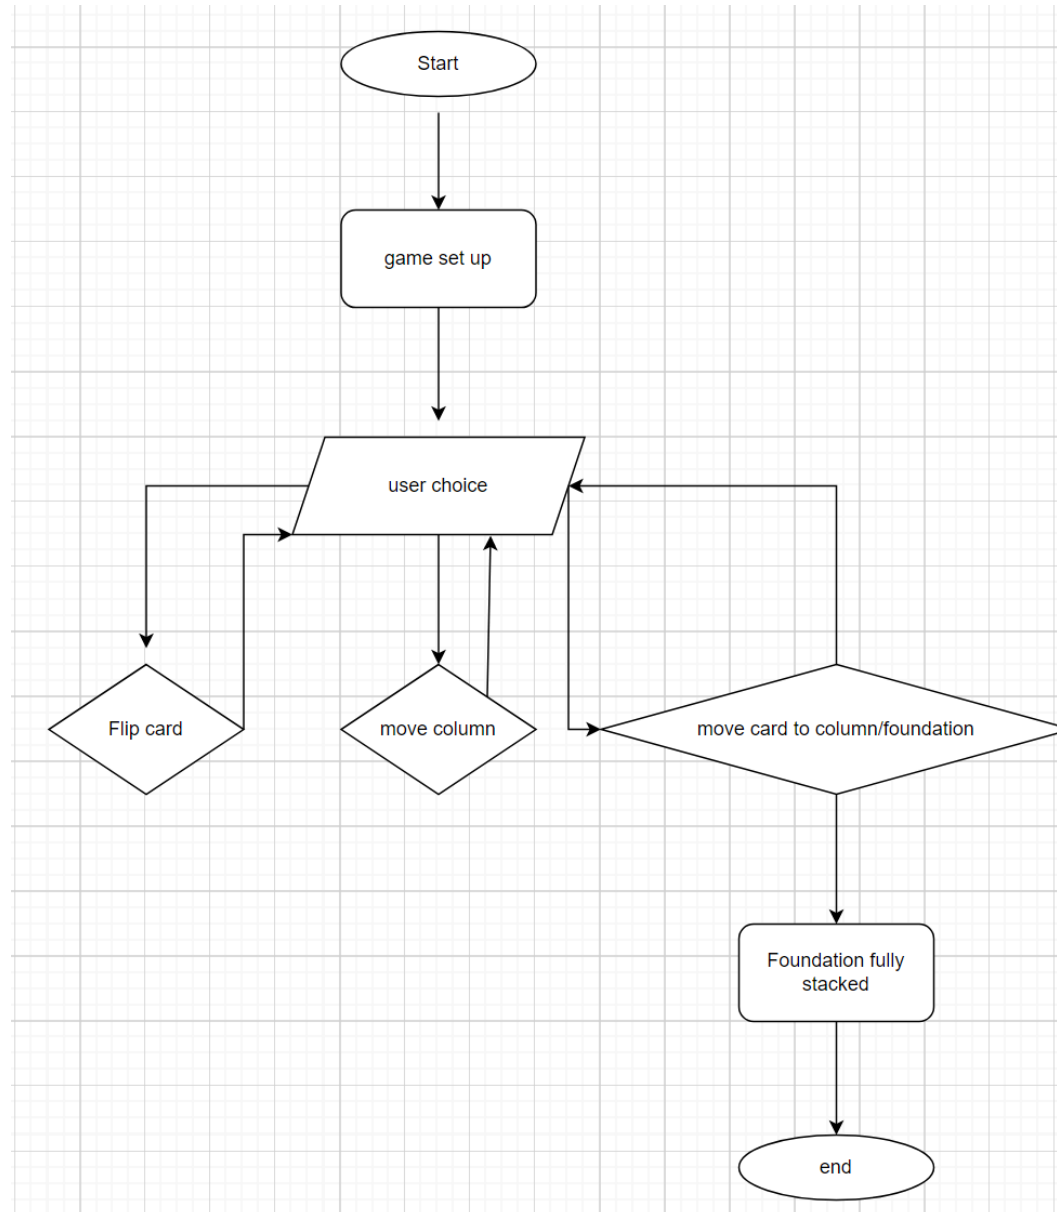 Start
game set up
user choice
Flip card
move column
move card to column/foundation
Foundation fully
stacked
end